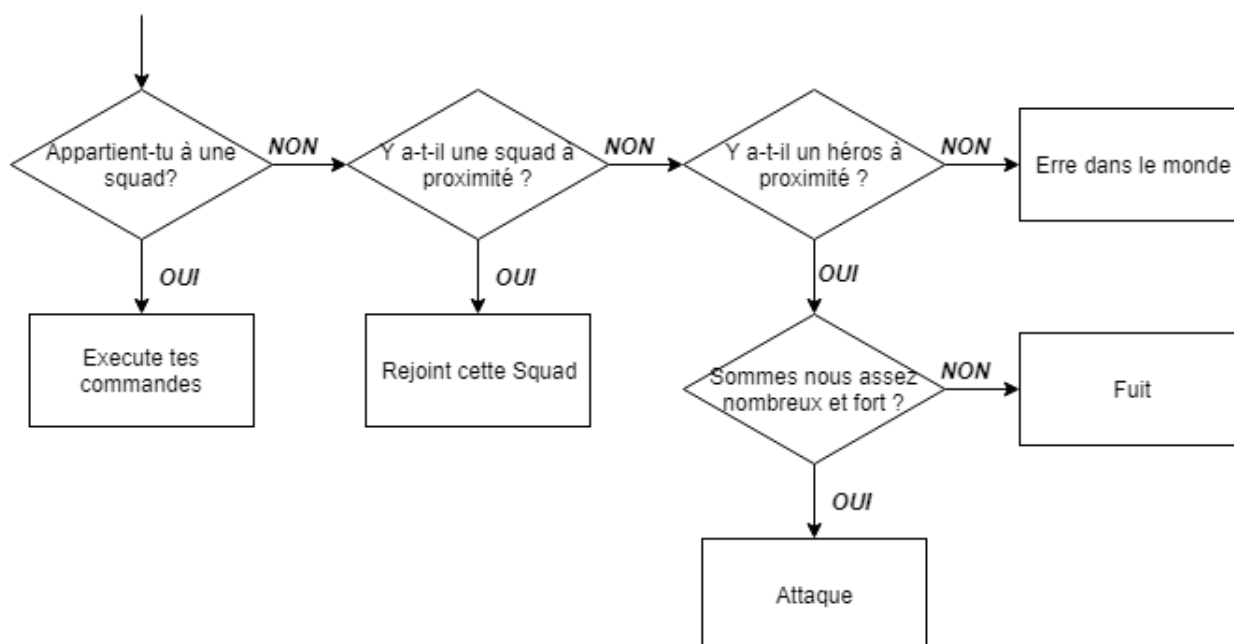 Appartient-tu à une
squad?
NON
Y a-t-il une squad à
proximité ?
NON
Y a-t-il un héros à
proximité ?
NON
Erre dans le monde
OUI
OUI
OUI
Execute tes
commandes
Rejoint cette Squad
Sommes nous assez
nombreux et fort ?
NON
Fuit
OUI
Attaque